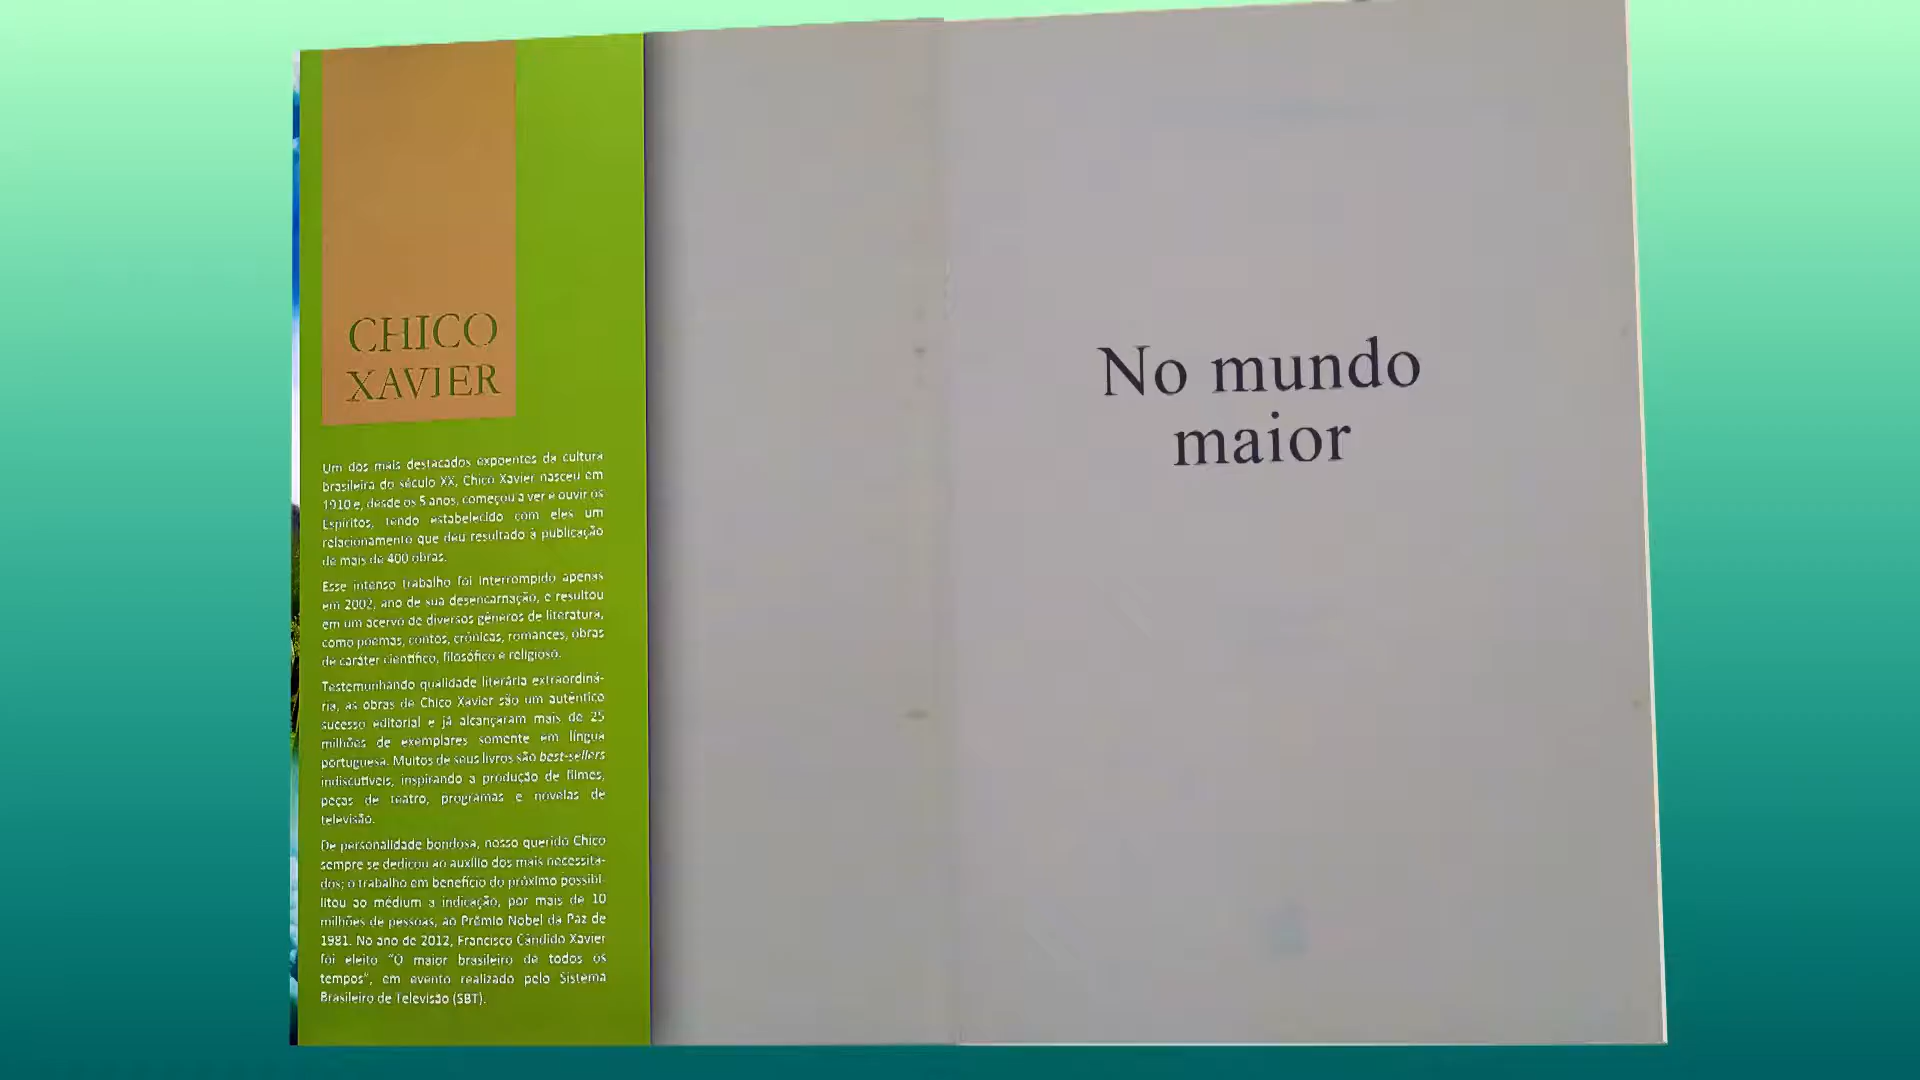 CHICO
XAVIER
Um dos mais destacados expoentes da cultura
brasileira do século XX, Chico Xavier nasceu em
1910 e, desde os 5 anos, começou a ver e ouvir os
Espíritos, tendo estabelecido com eles um
relacionamento que deu resultado à publicação
de mais de 400 obras.
Esse intenso trabalho foi interrompido apenas
em 2002, ano de sua desencarnação, e resultou
em um acervo de diversos gêneros de literatura,
como poemas, contos, crônicas, romances, obras
de caráter científico, filosófico e religioso.
Testemunhando qualidade literária extraordiná-
ria, as obras de Chico Xavier são um autêntico
sucesso editorial e já alcançaram mais de 25
milhões de exemplares somente em língua
portuguesa. Muitos de seus livros são best-sellers
indiscutíveis, inspirando a produção de filmes,
peças de teatro, programas e novelas de
televisão.
De personalidade bondosa, nosso querido Chico
sempre se dedicou ao auxílio dos mais necessita-
dos; o trabalho em benefício do próximo possibi-
litou ao médium a indicação, por mais de 10
milhões de pessoas, ao Prêmio Nobel da Paz de
1981. No ano de 2012, Francisco Cândido Xavier
foi eleito "O maior brasileiro de todos os
tempos", em evento realizado pelo Sistema
Brasileiro de Televisão (SBT).
No mundo
maior